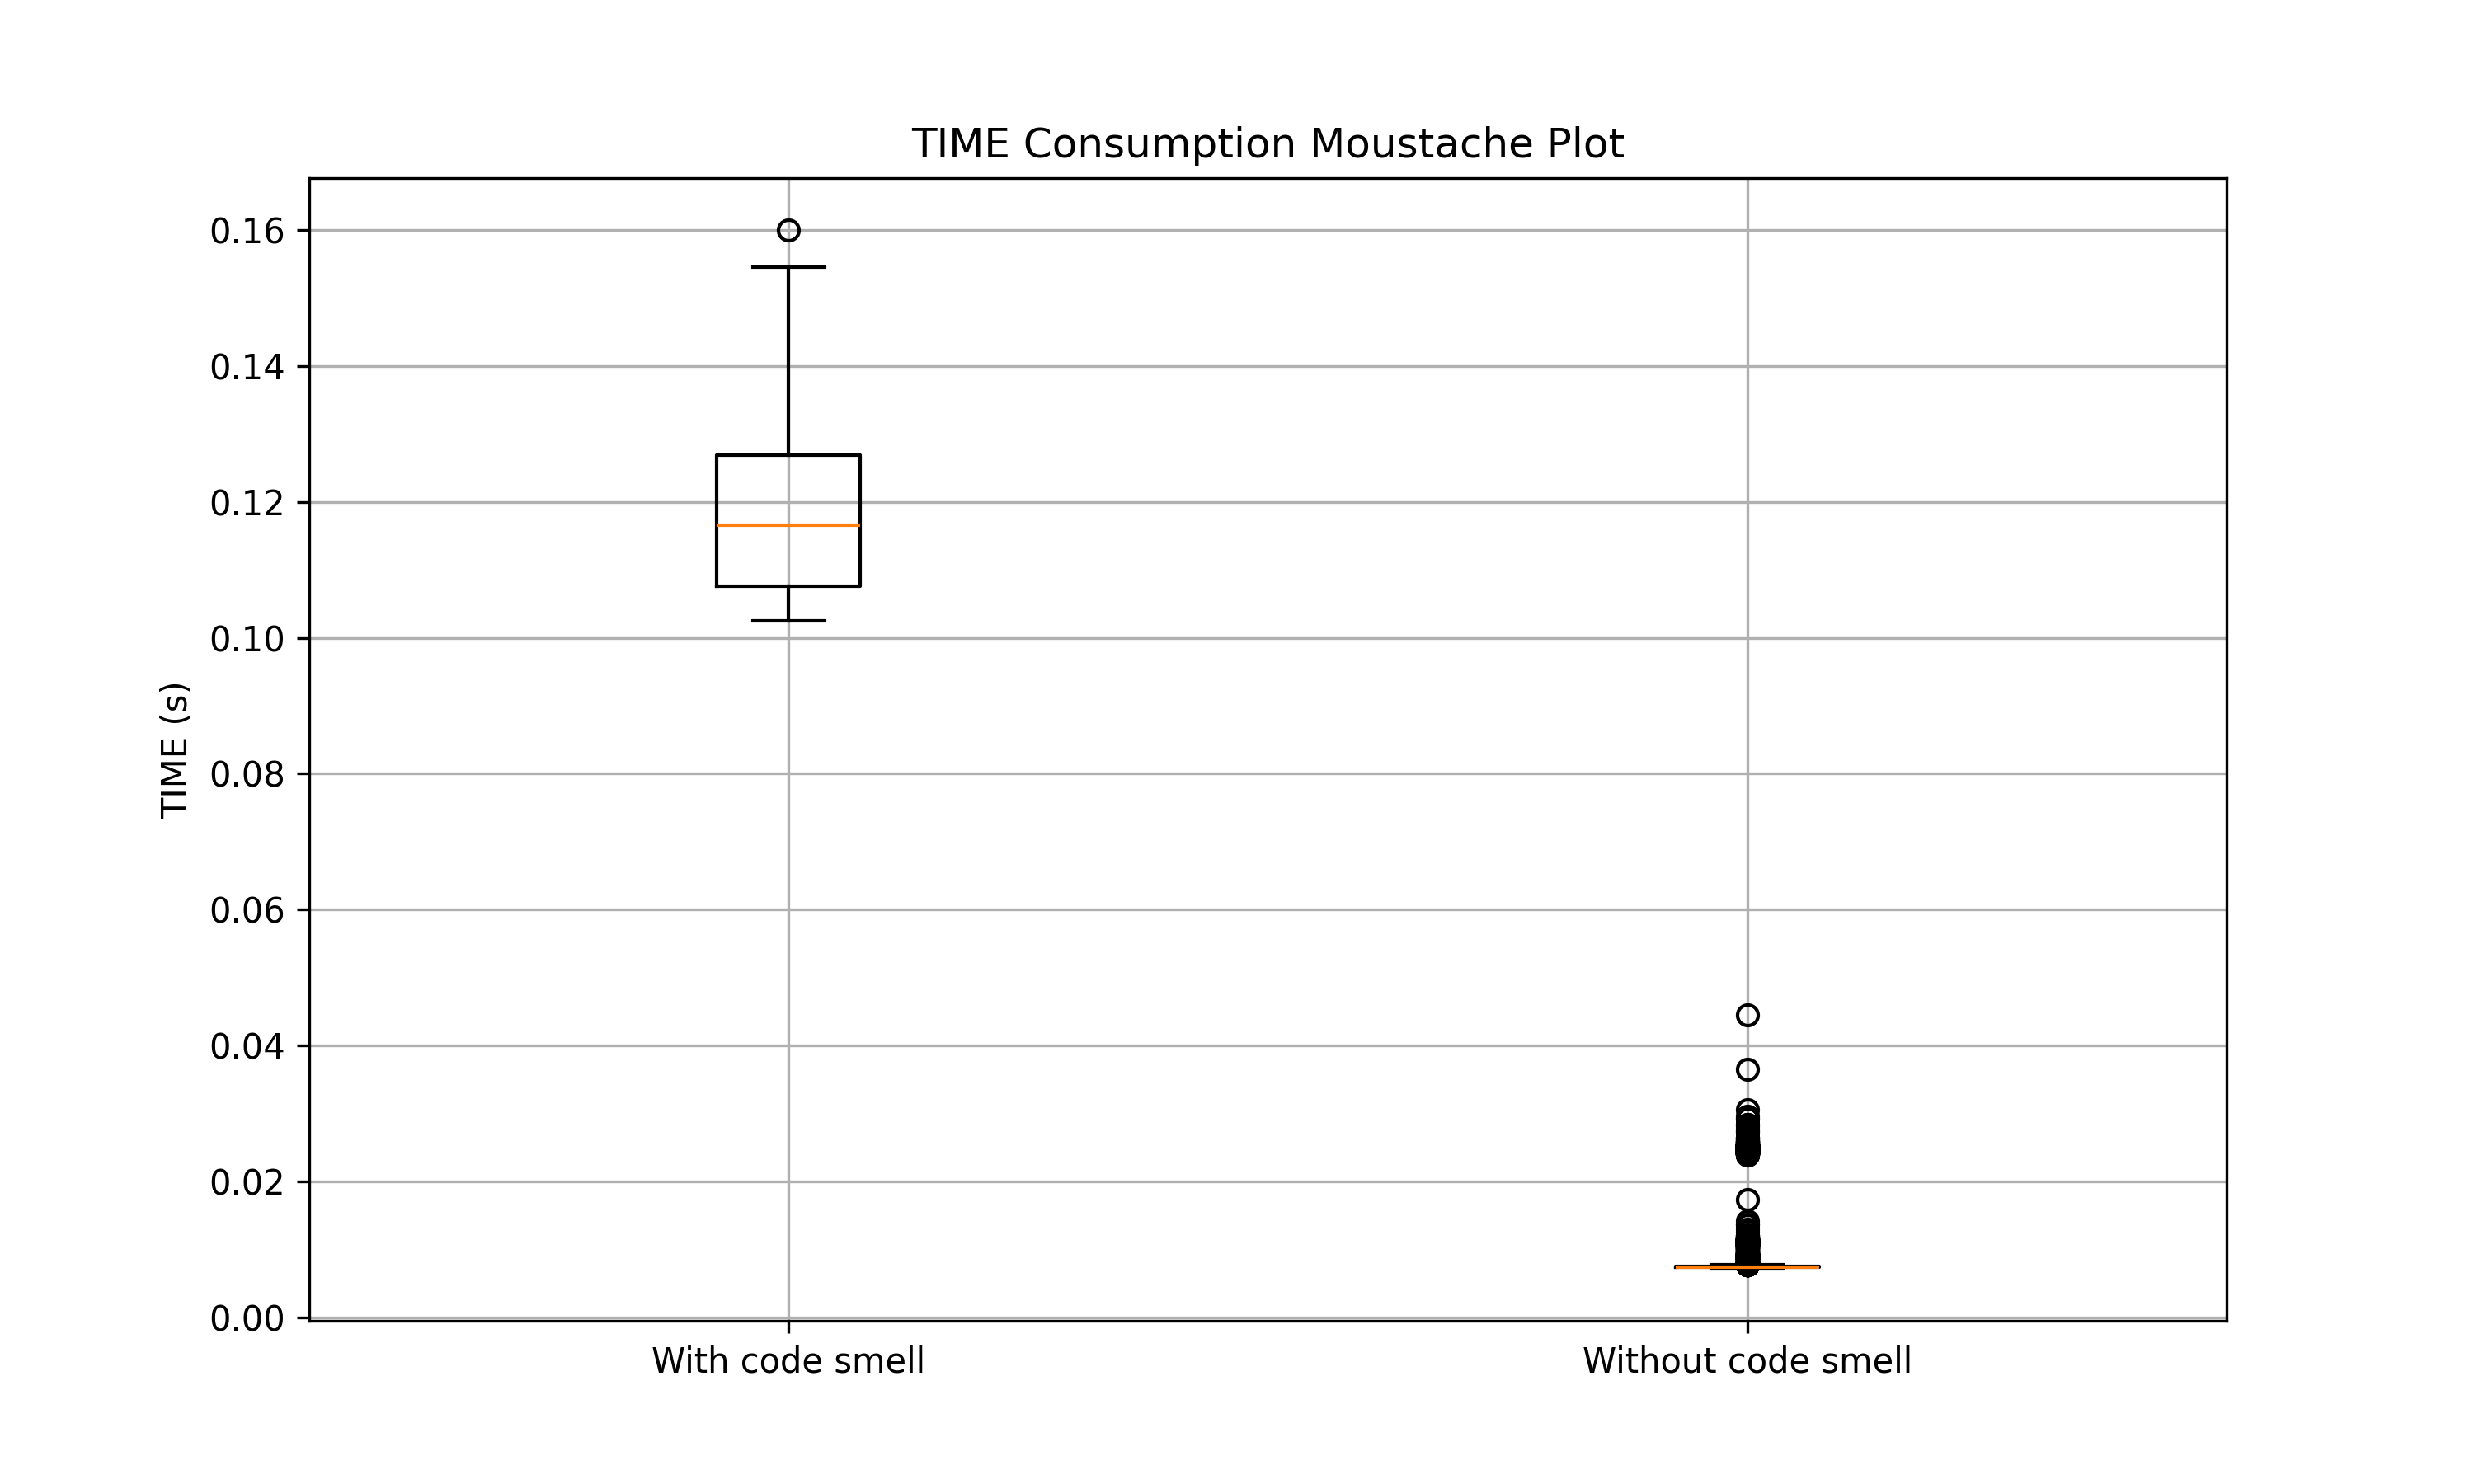 TIME Consumption Moustache Plot
0.16
0.14
0.12
0.10
0.08
0.06
0.04
0.02
0.00
TIME (s)
With code smell
Without code smell